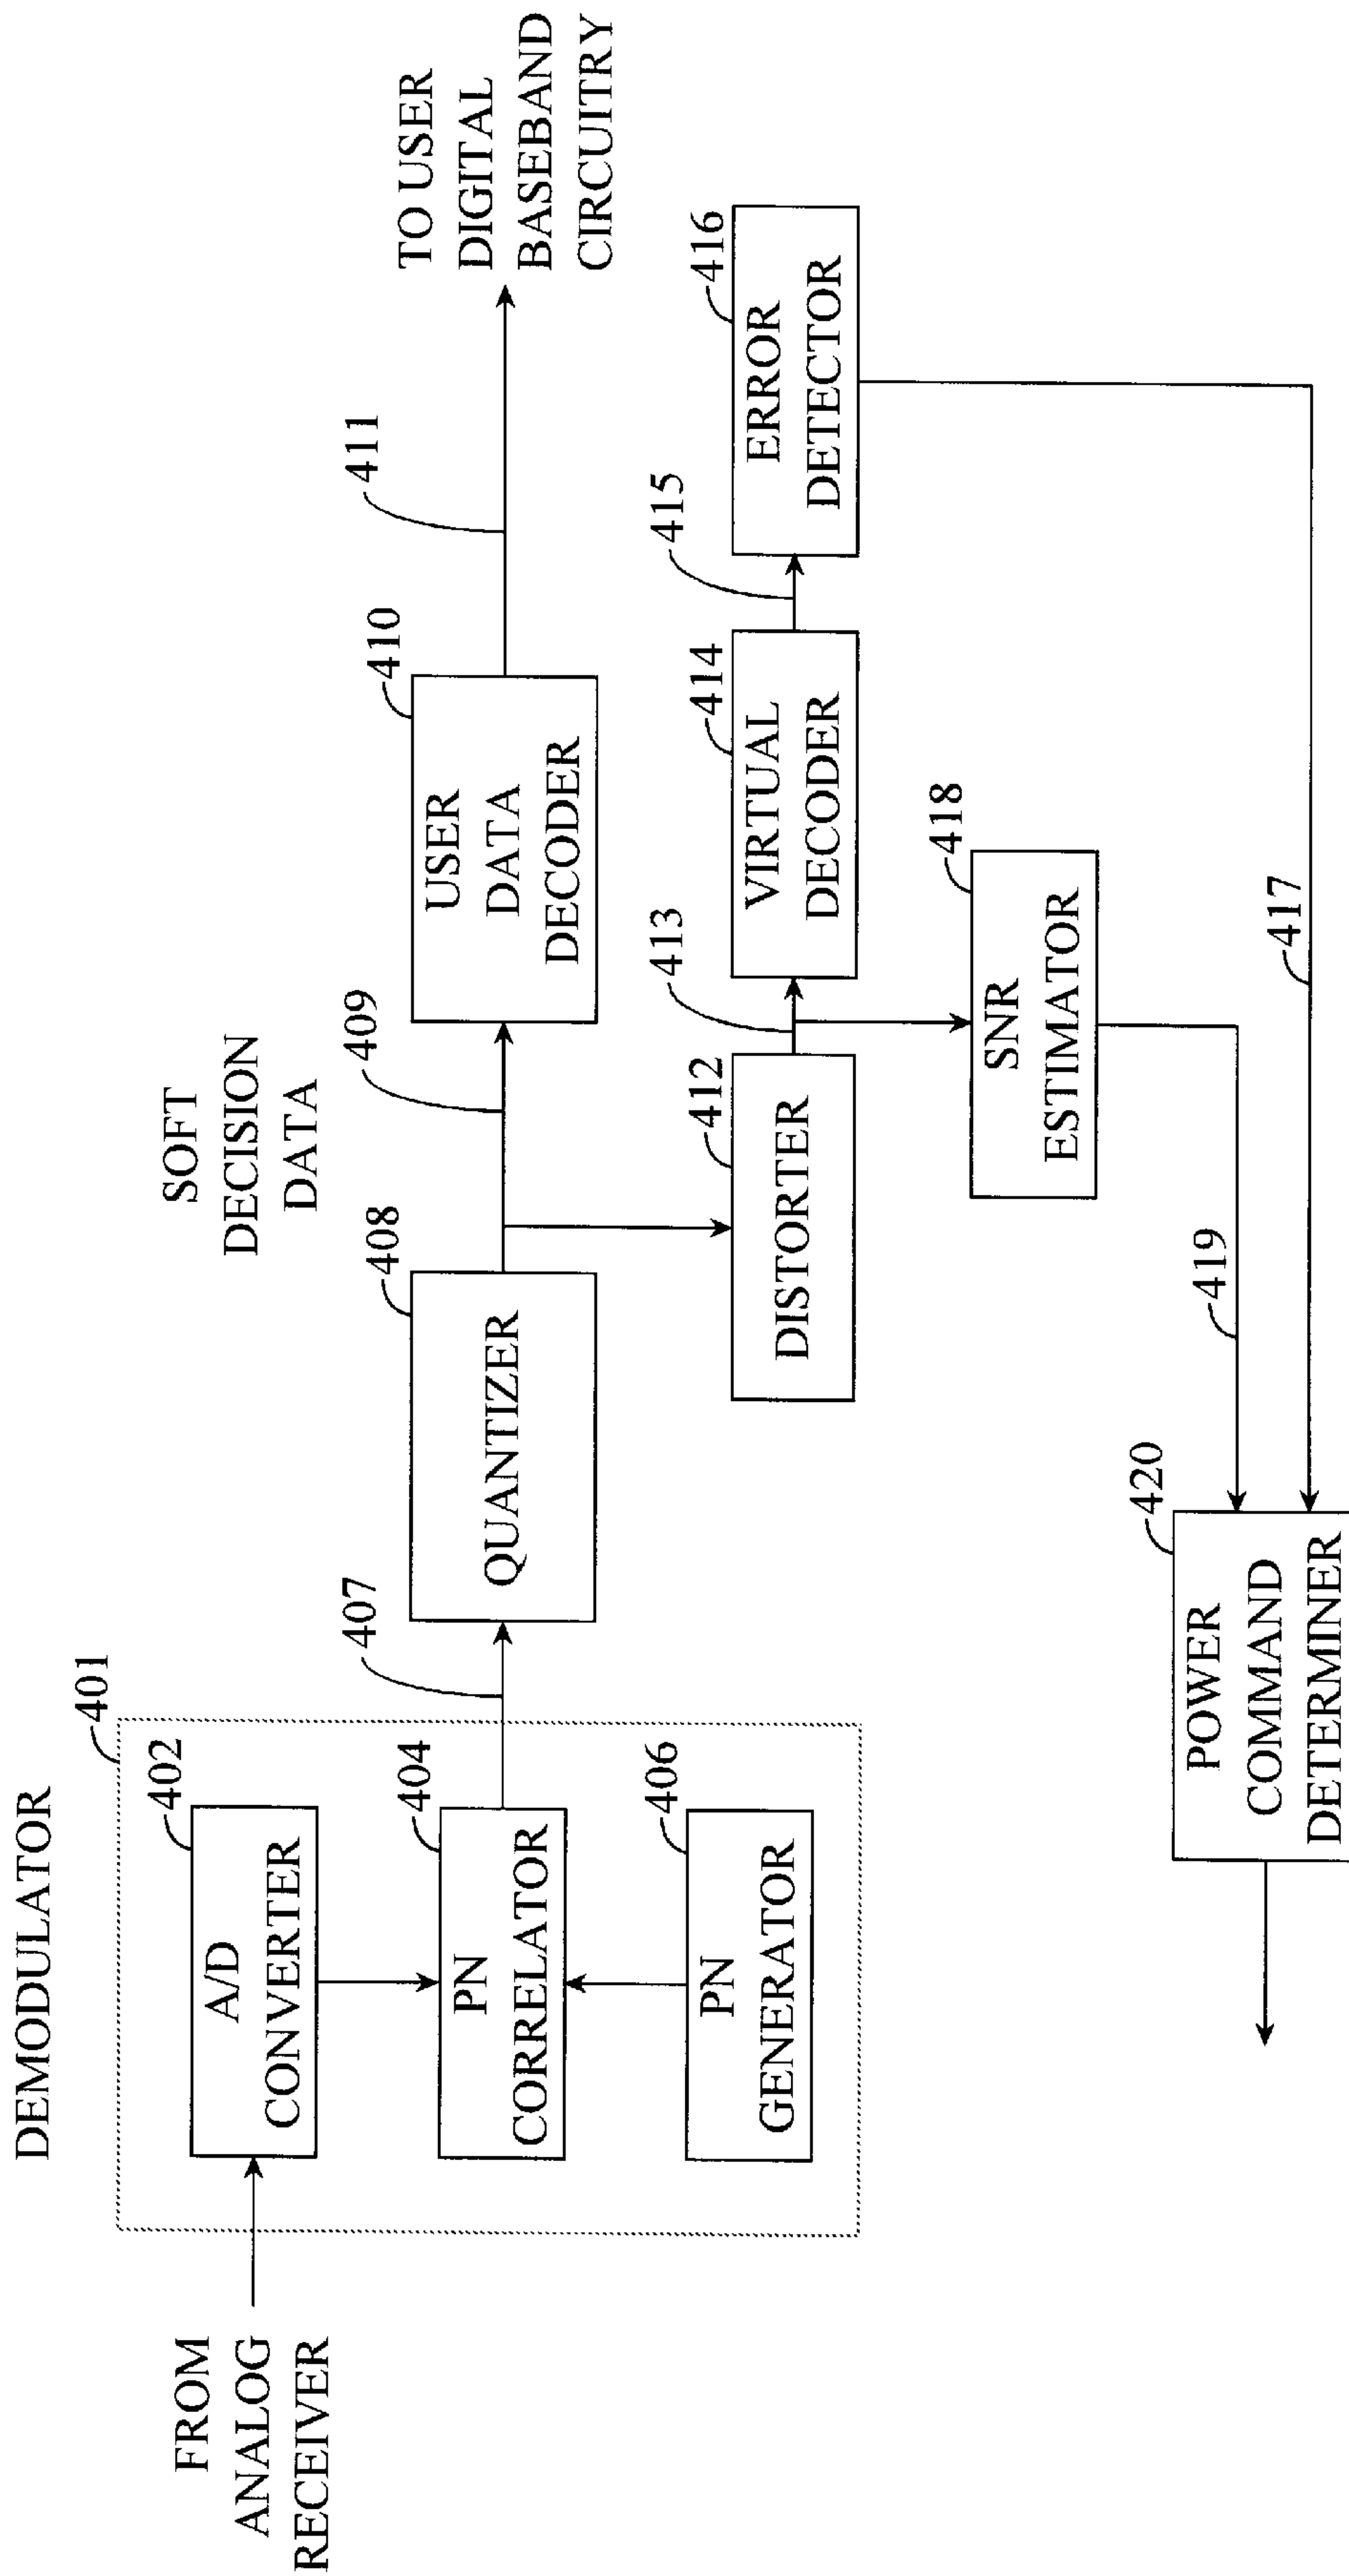 DEMODULATOR
401
FROM
ANALOG
RECEIVER
402
A/D
CONVERTER
404
PN
CORRELATOR
406
PN
GENERATOR
407
408
QUANTIZER
SOFT
DECISION
DATA
409
410
USER
DATA
DECODER
411
TO USER
DIGITAL
BASEBAND
CIRCUITRY
412
DISTORTER
413
414
VIRTUAL
DECODER
415
416
ERROR
DETECTOR
418
SNR
ESTIMATOR
419
417
420
POWER
COMMAND
DETERMINER